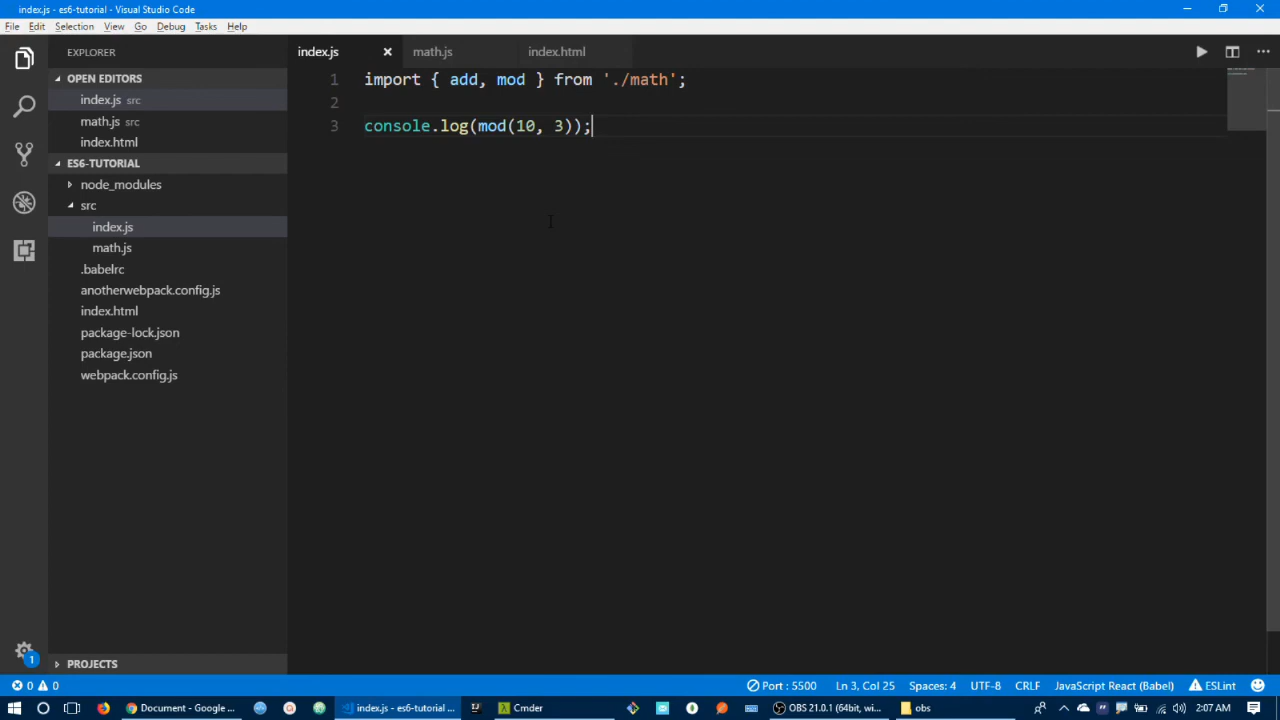 index.js - es6-tutorial - Visual Studio Code
File Edit Selection View Go Debug Tasks Help
EXPLORER
OPEN EDITORS
index.js src
math.js src
index.html
ES6-TUTORIAL
node_modules
src
index.js
math.js
.babelrc
anotherwebpack.config.js
index.html
package-lock.json
package.json
webpack.config.js
PROJECTS
index.js math.js index.html
1 import { add, mod } from './math';
2
3 console.log(mod(10, 3));
1
0 0 Port : 5500 Ln 3, Col 25 Spaces: 4 UTF-8 CRLF JavaScript React (Babel) ESLint
Document - Google ... index.js - es6-tutorial ... Cmder OBS 21.0.1 (64bit, wi... obs 2:07 AM